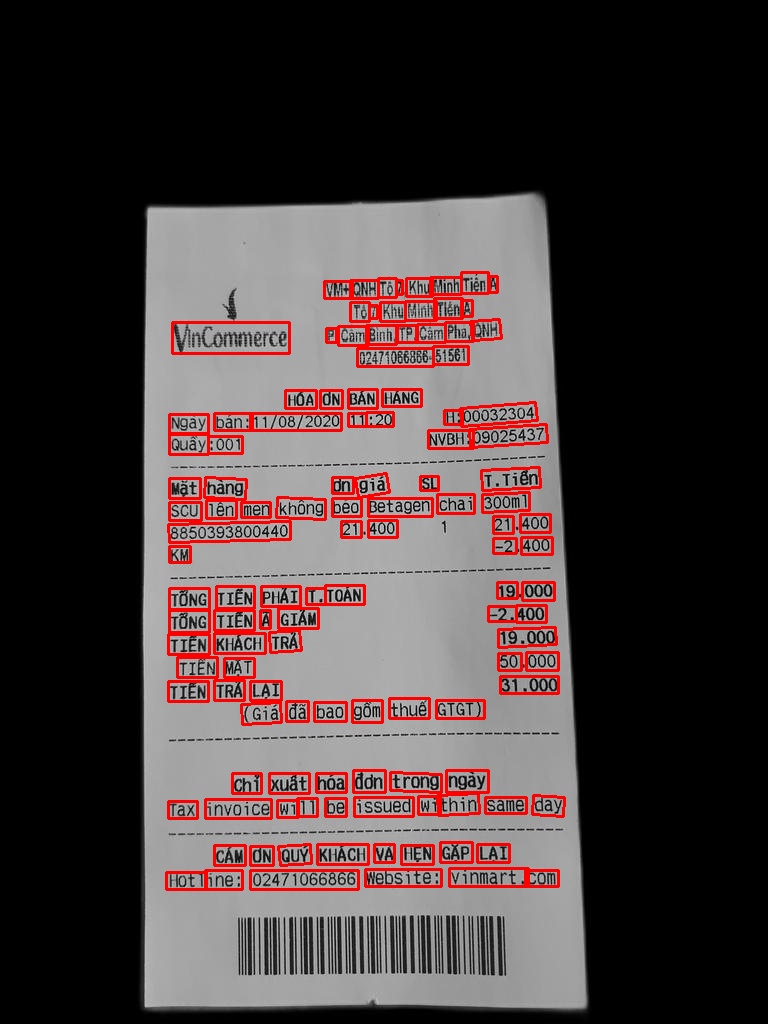 VinCommerce
VM+ QNH Tổ 7, Khu Minh Tiến A
Tổ 7 Khu Minh Tiến A
P. Cẩm Bình, TP. Cẩm Phả, QNH
02471066866-51561
HÓA ĐƠN BÁN HÀNG
Ngày bán:11/08/2020 11:20 HĐ:00032304
Quầy:001 NVBH:09025437
Mặt hàng Đơn giá SL T.Tiền
SCU lên men không béo Betagen chai 300ml
8850393800440 21.400 1 21.400
KM -2.400
TỔNG TIỀN PHẢI T.TOÁN 19.000
TỔNG TIỀN ĐÃ GIẢM -2.400
TIỀN KHÁCH TRẢ 19.000
TIỀN MẶT 50.000
TIỀN TRẢ LẠI 31.000
(Giá đã bao gồm thuế GTGT)
Chỉ xuất hóa đơn trong ngày
Tax invoice will be issued within same day
CẢM ƠN QUÝ KHÁCH VÀ HẸN GẶP LẠI
Hotline: 02471066866 Website: vinmart.com